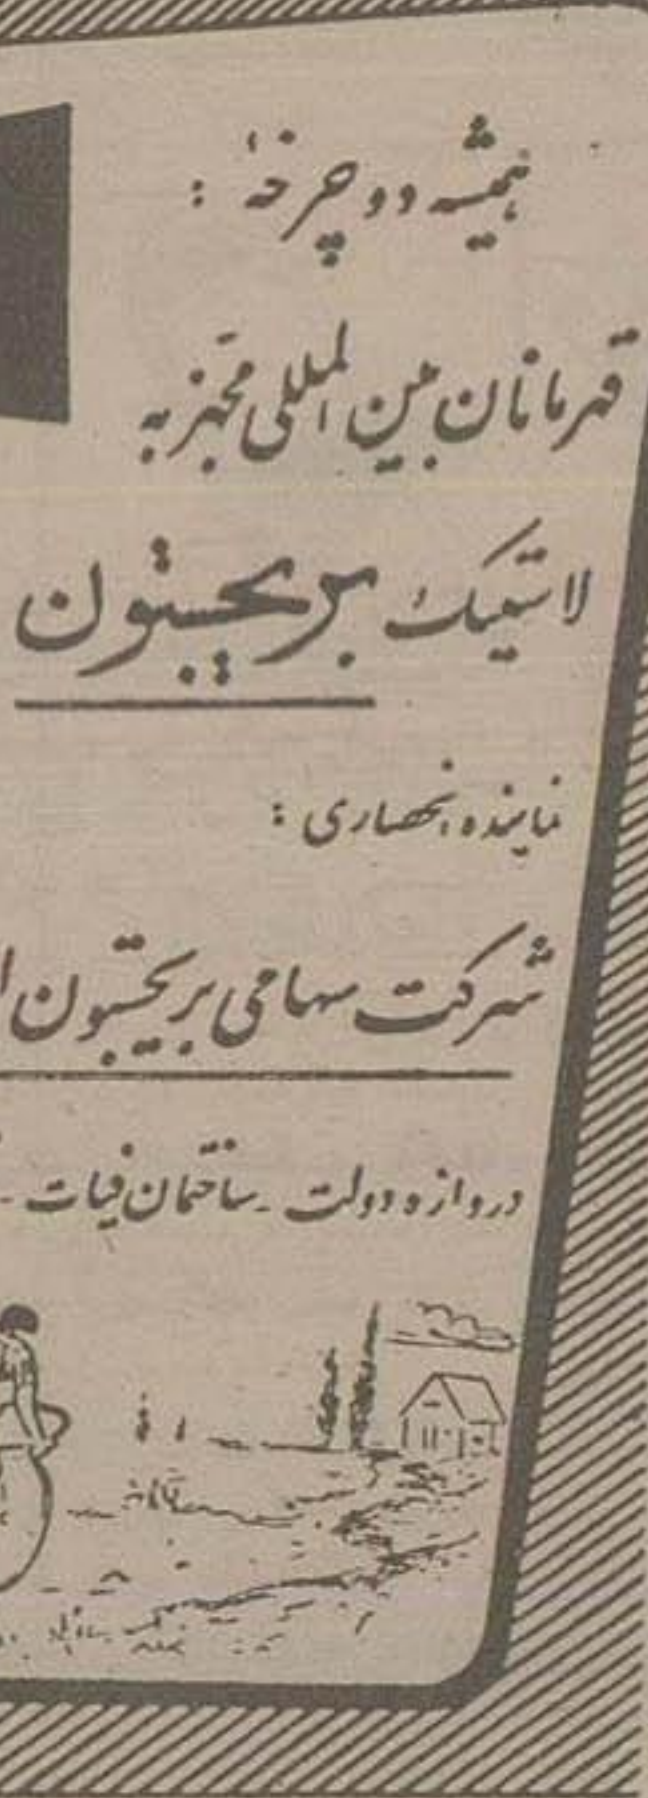 همیشه دوچرخهٔ :
قهرمانان بین‌المللی مجهز به
لاستیک بریجستون
نماینده انحصاری :
شرکت سهامی بریجستون ا
دروازه دولت - ساختمان فیات -